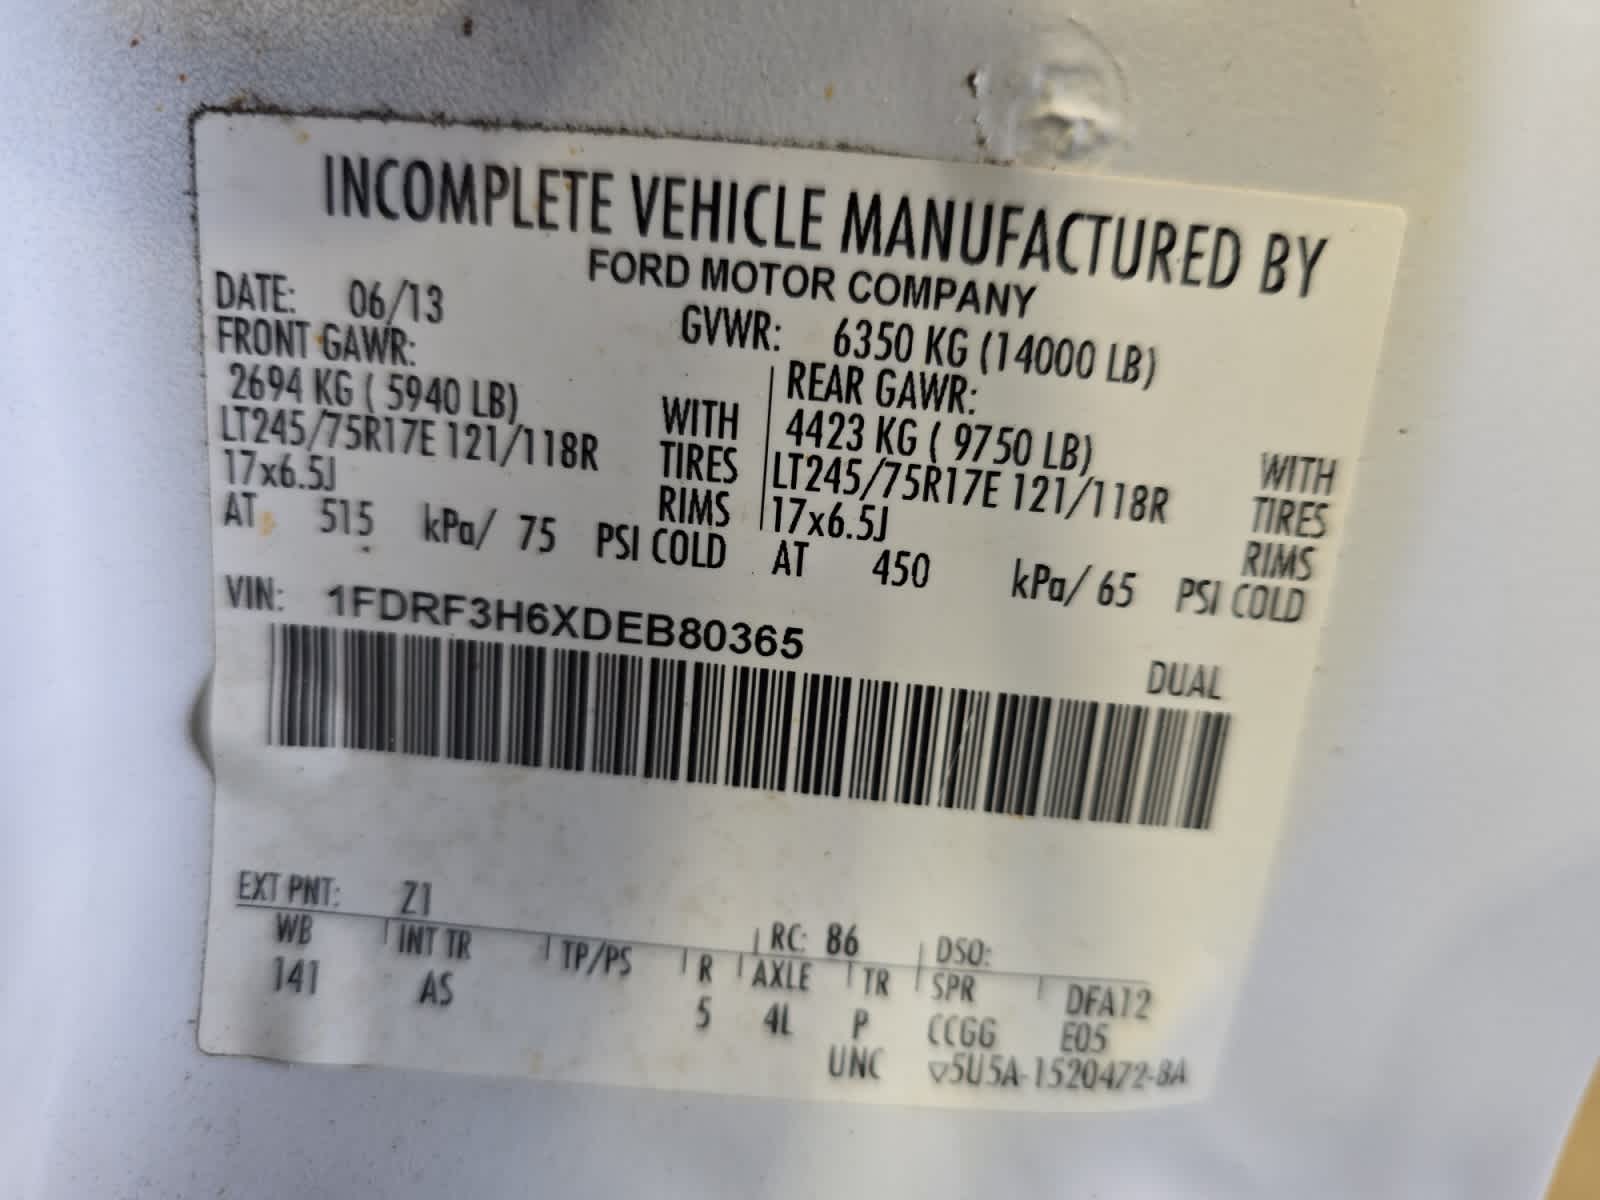 INCOMPLETE VEHICLE MANUFACTURED BY
FORD MOTOR COMPANY
DATE: 06/13
GVWR: 6350 KG (14000 LB)
FRONT GAWR:
2694 KG ( 5940 LB) WITH
LT245/75R17E 121/118R TIRES
17x6.5J RIMS
AT 515 kPa/ 75 PSI COLD
REAR GAWR:
4423 KG ( 9750 LB) WITH
LT245/75R17E 121/118R TIRES
17x6.5J RIMS
AT 450 kPa/ 65 PSI COLD
VIN: 1FDRF3H6XDEB80365
DUAL
EXT PNT: Z1 RC: 86 DSO:
WB INT TR TP/PS R AXLE TR SPR DFA12
141 AS 5 4L P CCGG E05
UNC ▽5U5A-1520472-BA